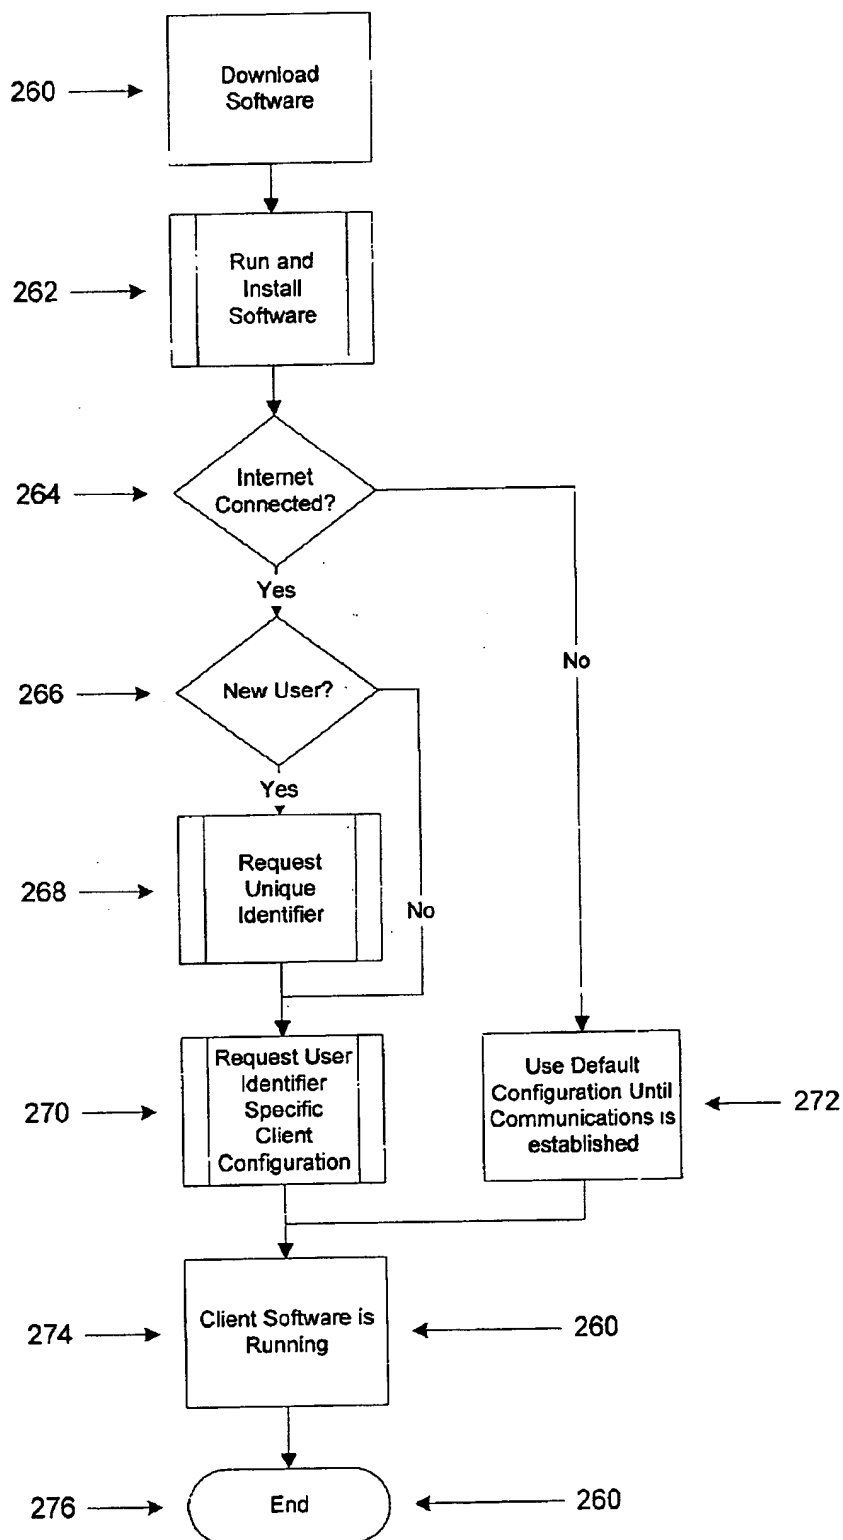 260
Download
Software
262
Run and
Install
Software
264
Internet
Connected?
Yes
No
266
New User?
Yes
268
Request
Unique
Identifier
No
270
Request User
Identifier
Specific
Client
Configuration
Use Default
Configuration Until
Communications is
established
272
274
Client Software is
Running
260
276
End
260